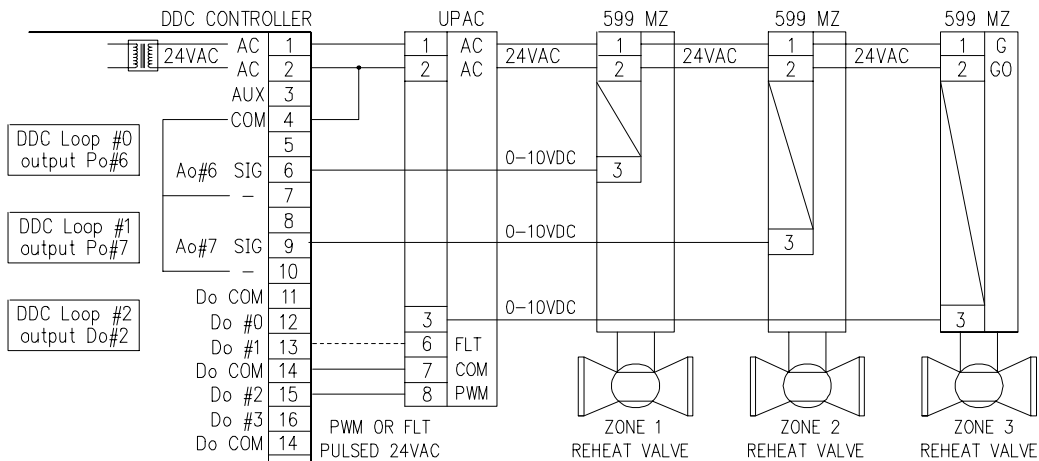 DDC CONTROLLER UPAC 599 MZ 599 MZ 599 MZ
24VAC AC 1 1 AC 24VAC 1 24VAC 1 24VAC 1 G
AC 2 2 AC 2 2 2 GO
AUX 3
COM 4
DDC Loop #0
output Po#6
5
Ao#6 SIG 6 0-10VDC 3
- 7
DDC Loop #1
output Po#7
8
Ao#7 SIG 9 0-10VDC 3
- 10
Do COM 11
DDC Loop #2
output Do#2
Do #0 12 3 0-10VDC 3
Do #1 13 6 FLT
Do COM 14 7 COM
Do #2 15 8 PWM
Do #3 16
Do COM 14
PWM OR FLT
PULSED 24VAC
ZONE 1
REHEAT VALVE
ZONE 2
REHEAT VALVE
ZONE 3
REHEAT VALVE